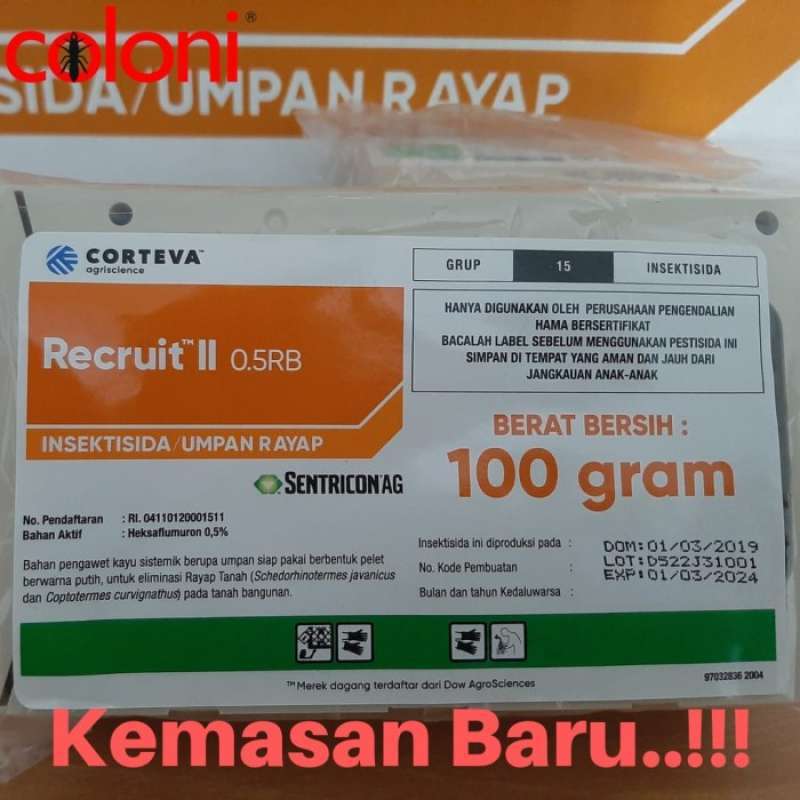 coloni®
SIDA/UMPAN RAYAP
CORTEVA™
agriscience
GRUP 15 INSEKTISIDA
HANYA DIGUNAKAN OLEH PERUSAHAAN PENGENDALIAN
HAMA BERSERTIFIKAT
BACALAH LABEL SEBELUM MENGGUNAKAN PESTISIDA INI
SIMPAN DI TEMPAT YANG AMAN DAN JAUH DARI
JANGKAUAN ANAK-ANAK
Recruit™ II 0.5RB
INSEKTISIDA/UMPAN RAYAP
SENTRICON AG
BERAT BERSIH :
100 gram
No. Pendaftaran : RI. 04110120001511
Bahan Aktif : Heksaflumuron 0,5%
Bahan pengawet kayu sistemik berupa umpan siap pakai berbentuk pelet
berwarna putih, untuk eliminasi Rayap Tanah (Schedorhinotermes javanicus
dan Coptotermes curvignathus) pada tanah bangunan.
Insektisida ini diproduksi pada : DOM:01/03/2019
No. Kode Pembuatan : LOT:D522J31001
Bulan dan tahun Kedaluwarsa : EXP:01/03/2024
™Merek dagang terdaftar dari Dow AgroSciences
97032836 2004
Kemasan Baru..!!!